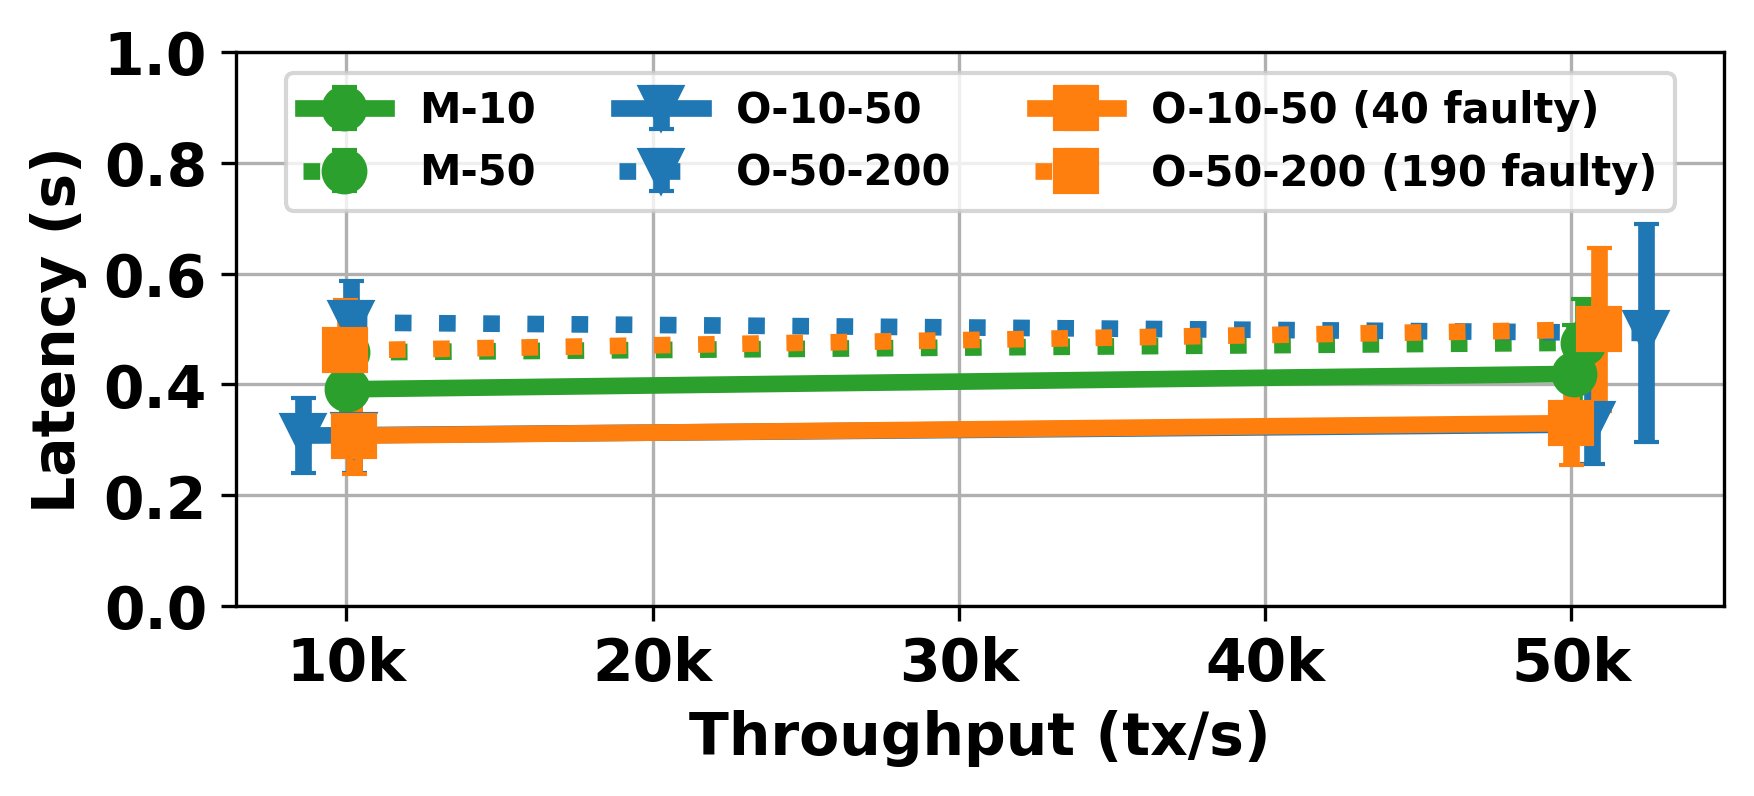 1.0
0.8
0.6
0.4
0.2
0.0
Latency (s)
M-10
M-50
O-10-50
O-50-200
O-10-50 (40 faulty)
O-50-200 (190 faulty)
10k 20k 30k 40k 50k
Throughput (tx/s)